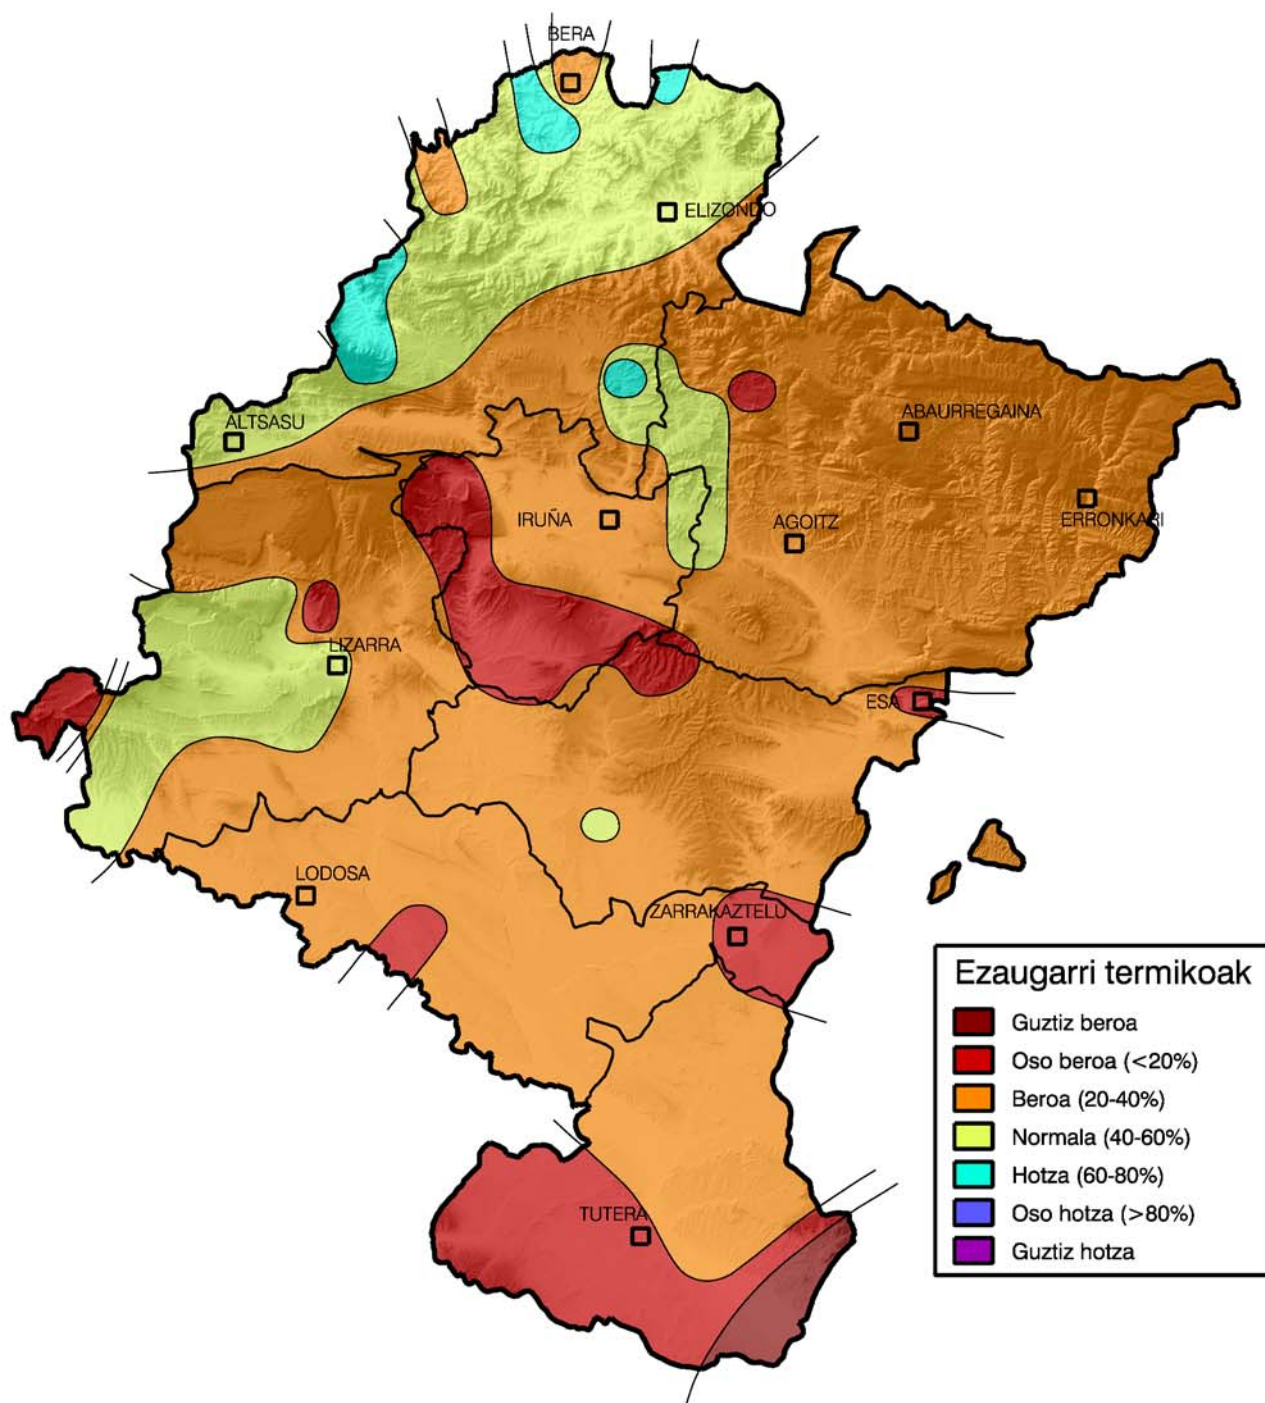 BERA
ELIZONDO
ALTSASU
ABAURREGAINA
IRUÑA
AGOITZ
ERRONKARI
LIZARRA
ESA
LODOSA
ZARRAKAZTELU
TUTERA
Ezaugarri termikoak
Guztiz beroa
Oso beroa (<20%)
Beroa (20-40%)
Normala (40-60%)
Hotza (60-80%)
Oso hotza (>80%)
Guztiz hotza